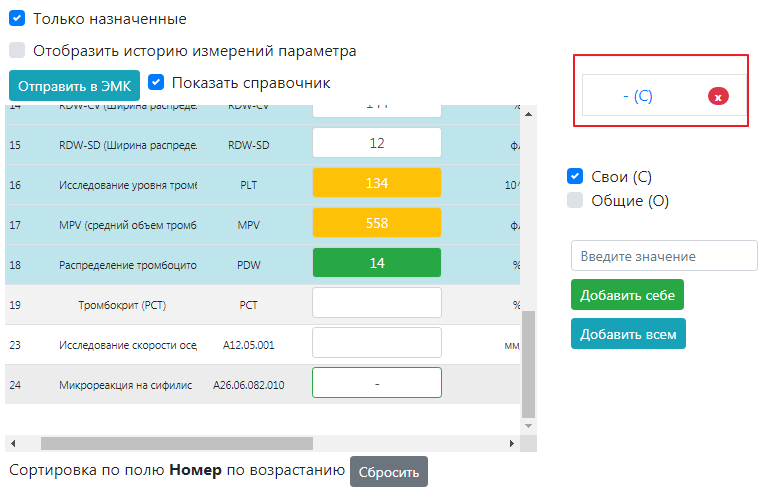 Только назначенные
Отобразить историю измерений параметра
Отправить в ЭМК Показать справочник
- (С) x
14 RDW-CV (Ширина распреде. RDW-CV 144 %
15 RDW-SD (Ширина распреде. RDW-SD 12 фл
16 Исследование уровня тромб PLT 134 10^
17 MPV (средний объем тромб MPV 558 фл
18 Распределение тромбоцито PDW 14 %
19 Тромбокрит (PCT) PCT %
23 Исследование скорости осед A12.05.001 мм
24 Микрореакция на сифилис A26.06.082.010 -
Свои (С)
Общие (О)
Введите значение
Добавить себе
Добавить всем
Сортировка по полю Номер по возрастанию Сбросить